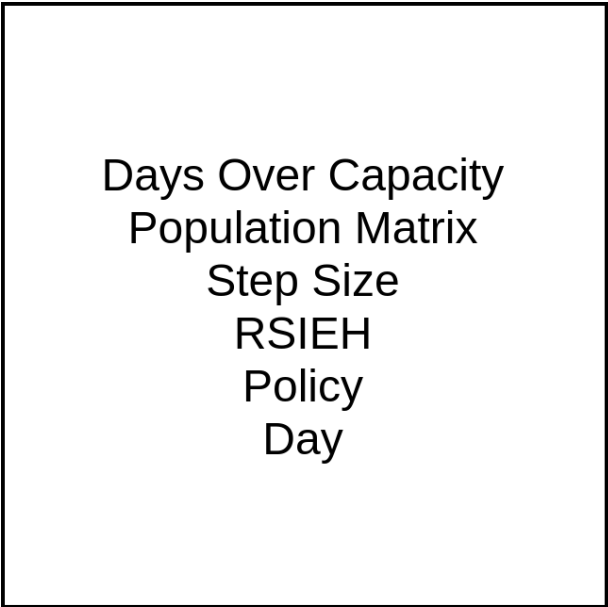 Days Over Capacity
Population Matrix
Step Size
RSIEH
Policy
Day